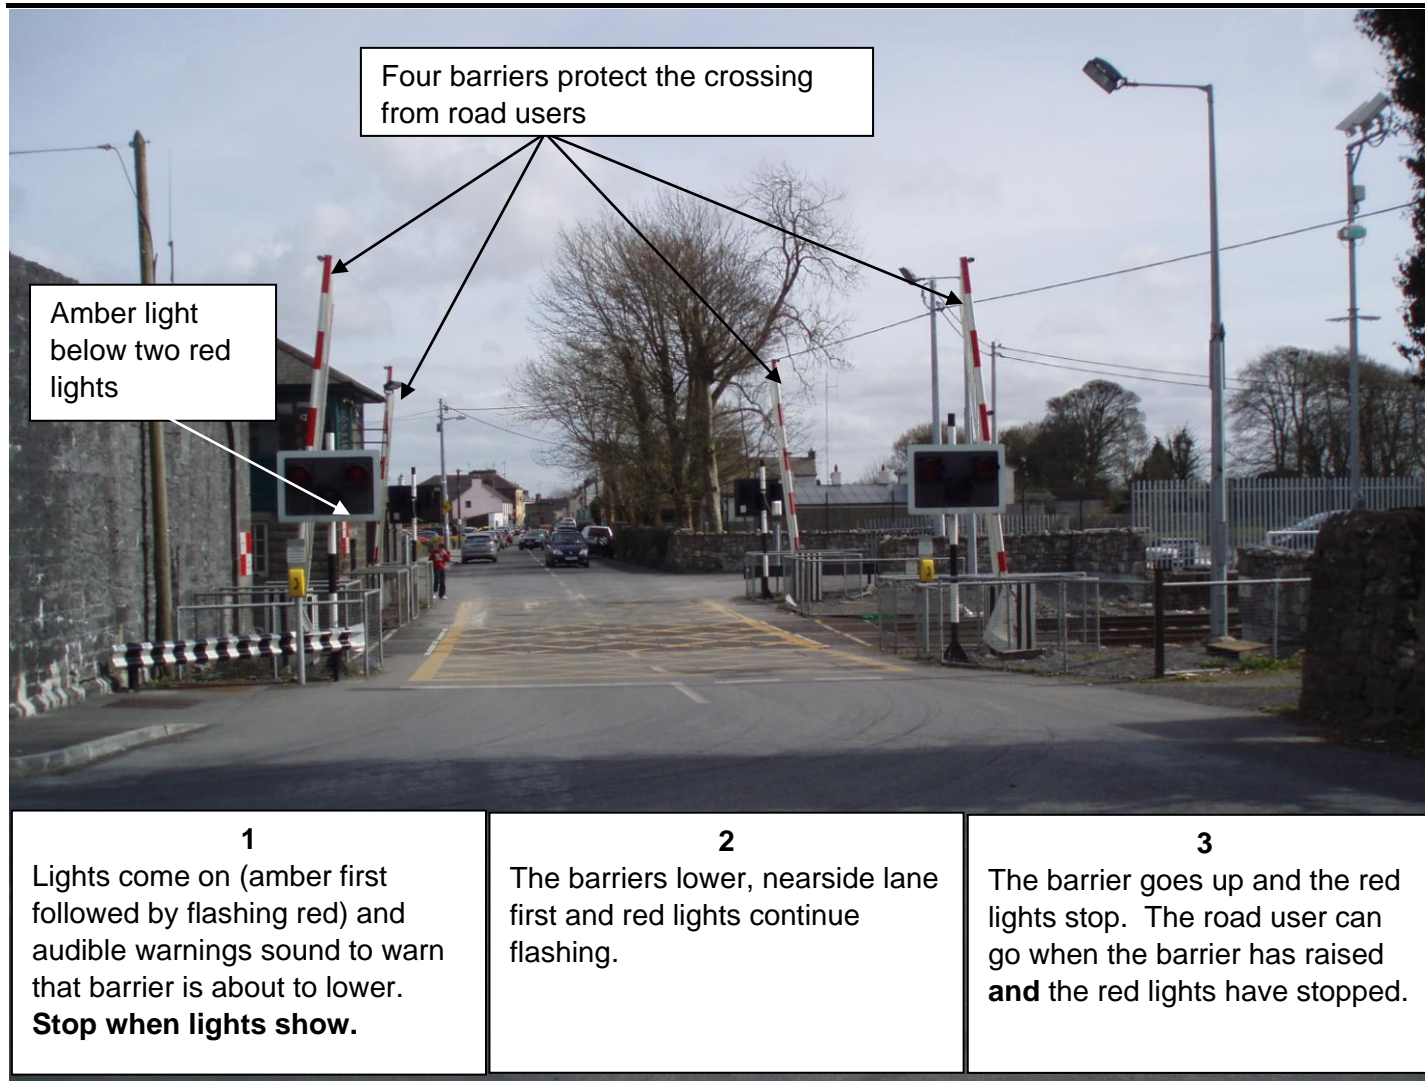 Four barriers protect the crossing
from road users
Amber light
below two red
lights
1
Lights come on (amber first
followed by flashing red) and
audible warnings sound to warn
that barrier is about to lower.
Stop when lights show.
2
The barriers lower, nearside lane
first and red lights continue
flashing.
3
The barrier goes up and the red
lights stop.  The road user can
go when the barrier has raised
and the red lights have stopped.